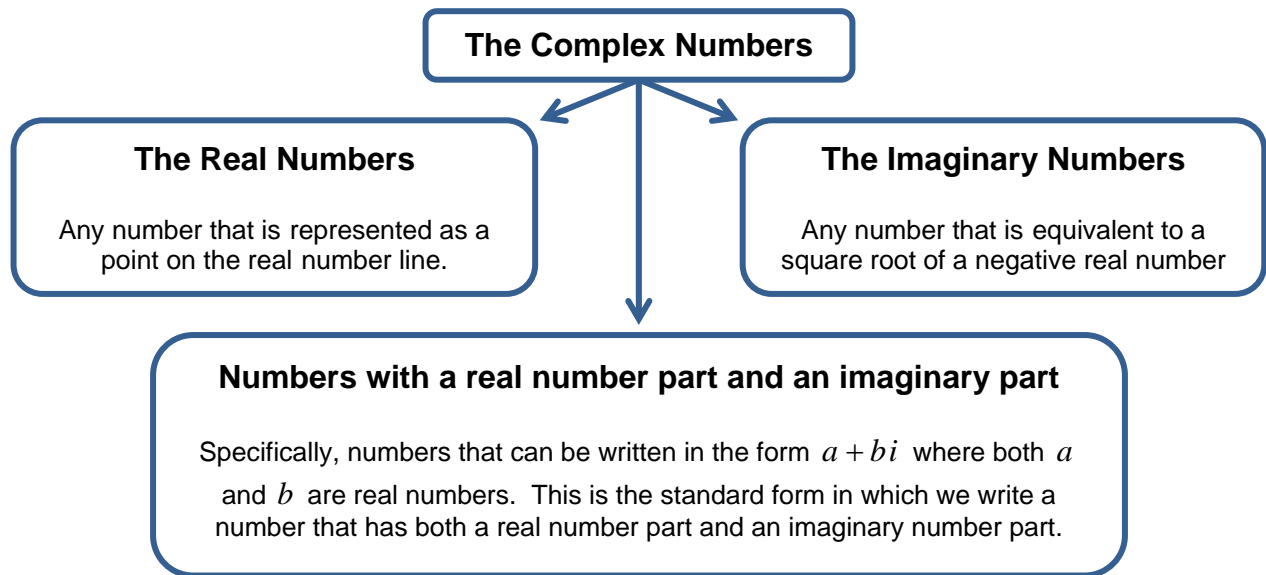 The Complex Numbers
The Real Numbers
Any number that is represented as a
point on the real number line.
The Imaginary Numbers
Any number that is equivalent to a
square root of a negative real number
Numbers with a real number part and an imaginary part
Specifically, numbers that can be written in the form a + bi where both a
and b are real numbers. This is the standard form in which we write a
number that has both a real number part and an imaginary number part.